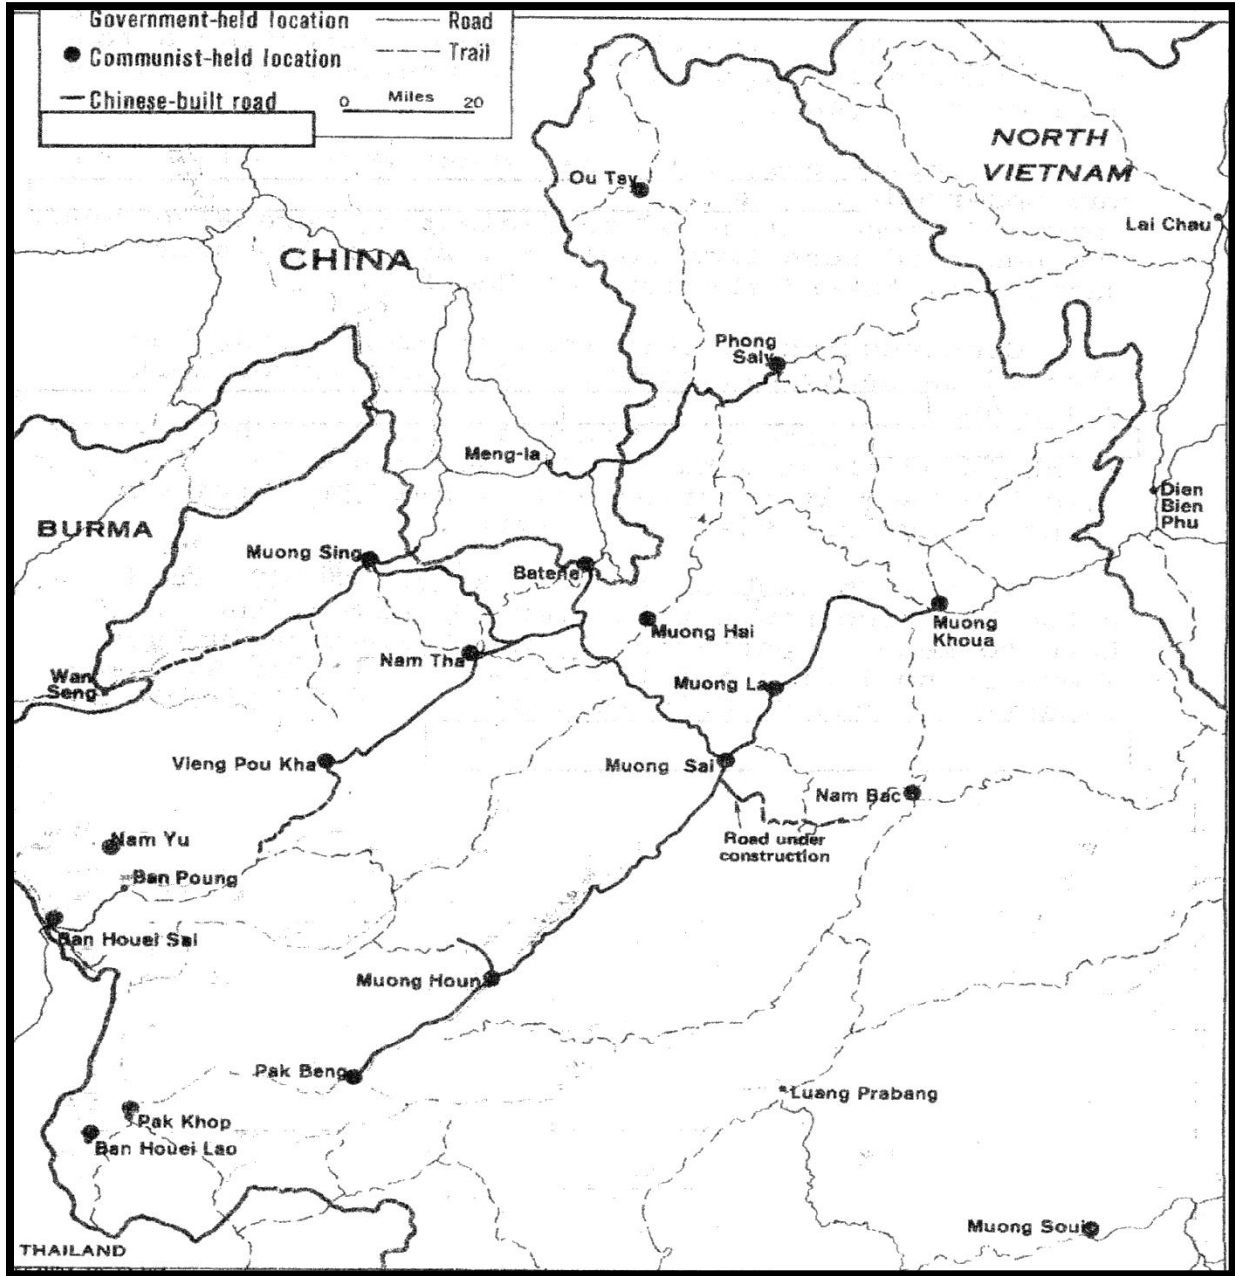 Government-held location
Road
Communist-held location
Trail
Chinese-built road
0 Miles 20
NORTH
VIETNAM
Ou Tay
Lai Chau
CHINA
Phong
Saly
Meng-la
Dien
Bien
Phu
BURMA
Muong Sing
Batene
Muong Hai
Muong
Khoua
Nam Tha
Wan
Seng
Muong La
Vieng Pou Kha
Muong Sai
Nam Bac
Road under
construction
Nam Yu
Ban Poung
Ban Houei Sai
Muong Houn
Pak Beng
Luang Prabang
Pak Khop
Ban Houei Lao
Muong Soui
THAILAND